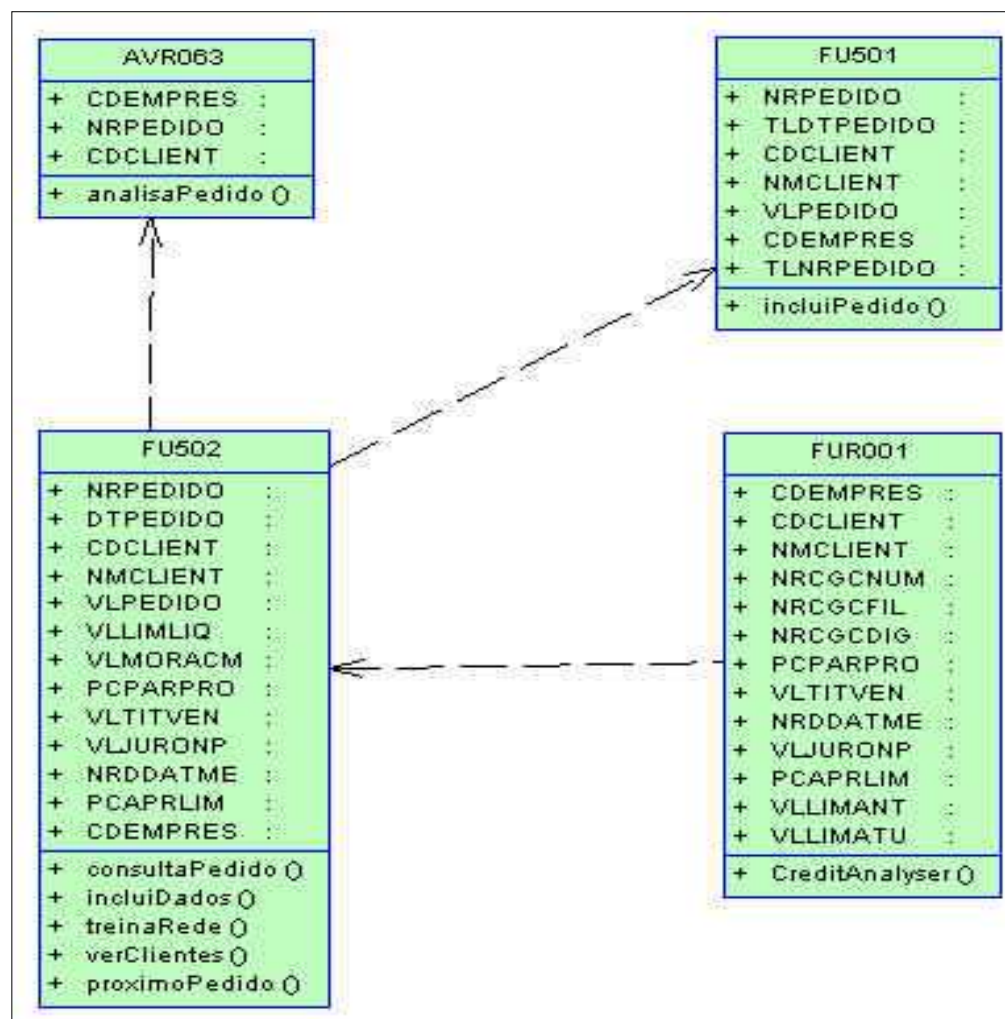 AVR063
+ CDEMPRES :
+ NRPEDIDO :
+ CDCLIENT :
+ analisaPedido ()
FU501
+ NRPEDIDO :
+ TLDTPEDIDO :
+ CDCLIENT :
+ NMCLIENT :
+ VLPEDIDO :
+ CDEMPRES :
+ TLNRPEDIDO :
+ incluiPedido ()
FU502
+ NRPEDIDO :
+ DTPEDIDO :
+ CDCLIENT :
+ NMCLIENT :
+ VLPEDIDO :
+ VLLIMLIQ :
+ VLMORACM :
+ PCPARPRO :
+ VLTITVEN :
+ VLJURONP :
+ NRDDATME :
+ PCAPRLIM :
+ CDEMPRES :
+ consultaPedido ()
+ incluiDados ()
+ treinaRede ()
+ verClientes ()
+ proximoPedido ()
FUR001
+ CDEMPRES :
+ CDCLIENT :
+ NMCLIENT :
+ NRCGCNUM :
+ NRCGCFIL :
+ NRCGCDIG :
+ PCPARPRO :
+ VLTITVEN :
+ NRDDATME :
+ VLJURONP :
+ PCAPRLIM :
+ VLLIMANT :
+ VLLIMATU :
+ CreditAnalyser ()